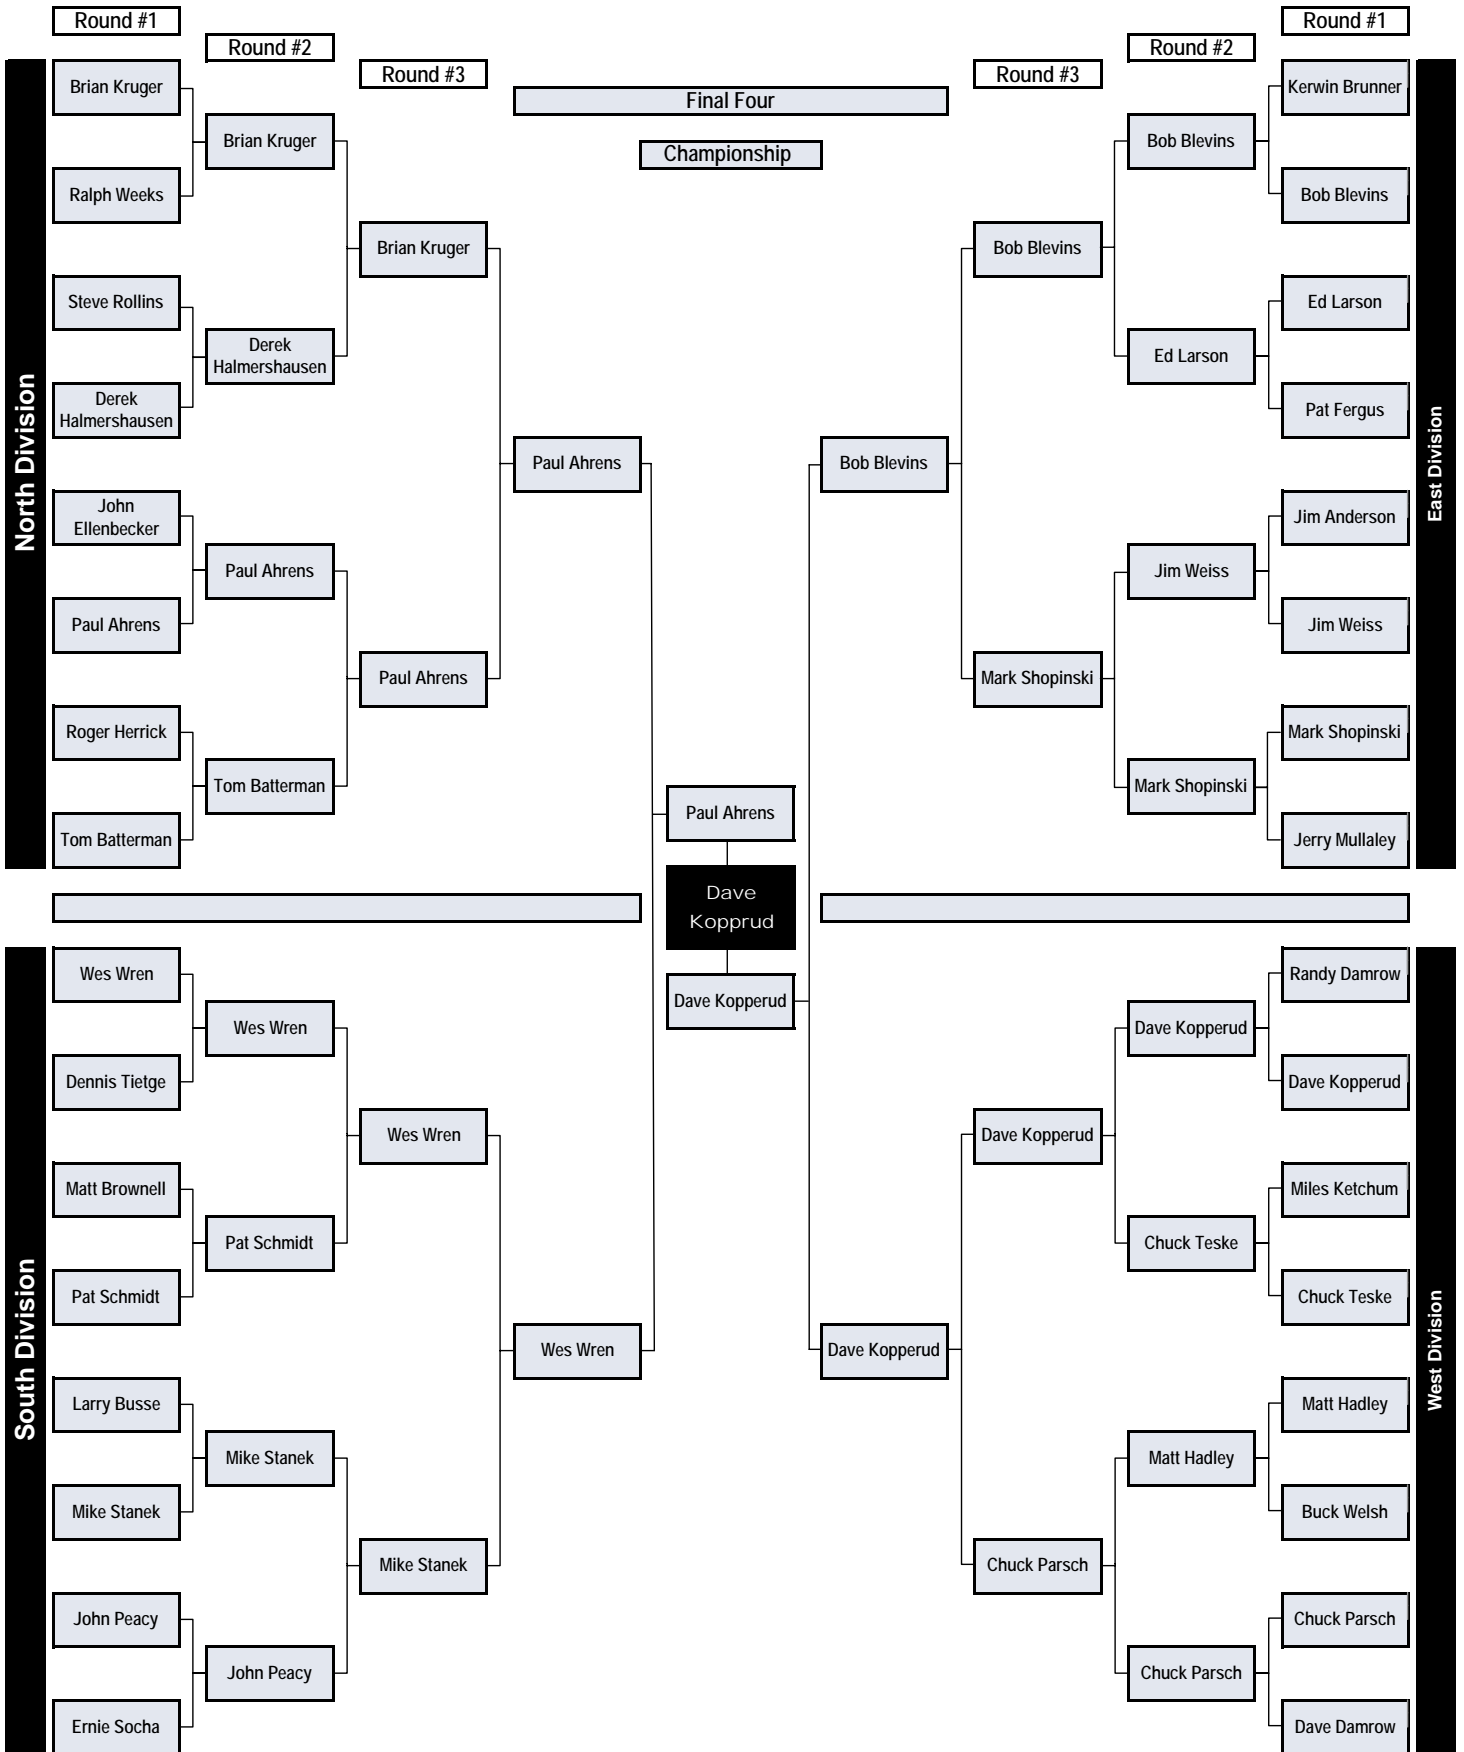 Round #1
Round #1
Round #2
Round #2
Round #3
Round #3
Final Four
Championship
North Division
Brian Kruger
Ralph Weeks
Steve Rollins
Derek
Halmershausen
John
Ellenbecker
Paul Ahrens
Roger Herrick
Tom Batterman
Brian Kruger
Derek
Halmershausen
Paul Ahrens
Tom Batterman
Brian Kruger
Paul Ahrens
Paul Ahrens
South Division
Wes Wren
Dennis Tietge
Matt Brownell
Pat Schmidt
Larry Busse
Mike Stanek
John Peacy
Ernie Socha
Wes Wren
Pat Schmidt
Mike Stanek
John Peacy
Wes Wren
Mike Stanek
Wes Wren
Paul Ahrens
Dave
Kopprud
Dave Kopperud
Bob Blevins
Bob Blevins
Mark Shopinski
Bob Blevins
Ed Larson
Jim Weiss
Mark Shopinski
Kerwin Brunner
Bob Blevins
Ed Larson
Pat Fergus
Jim Anderson
Jim Weiss
Mark Shopinski
Jerry Mullaley
East Division
Dave Kopperud
Dave Kopperud
Chuck Parsch
Dave Kopperud
Chuck Teske
Matt Hadley
Chuck Parsch
Randy Damrow
Dave Kopperud
Miles Ketchum
Chuck Teske
Matt Hadley
Buck Welsh
Chuck Parsch
Dave Damrow
West Division